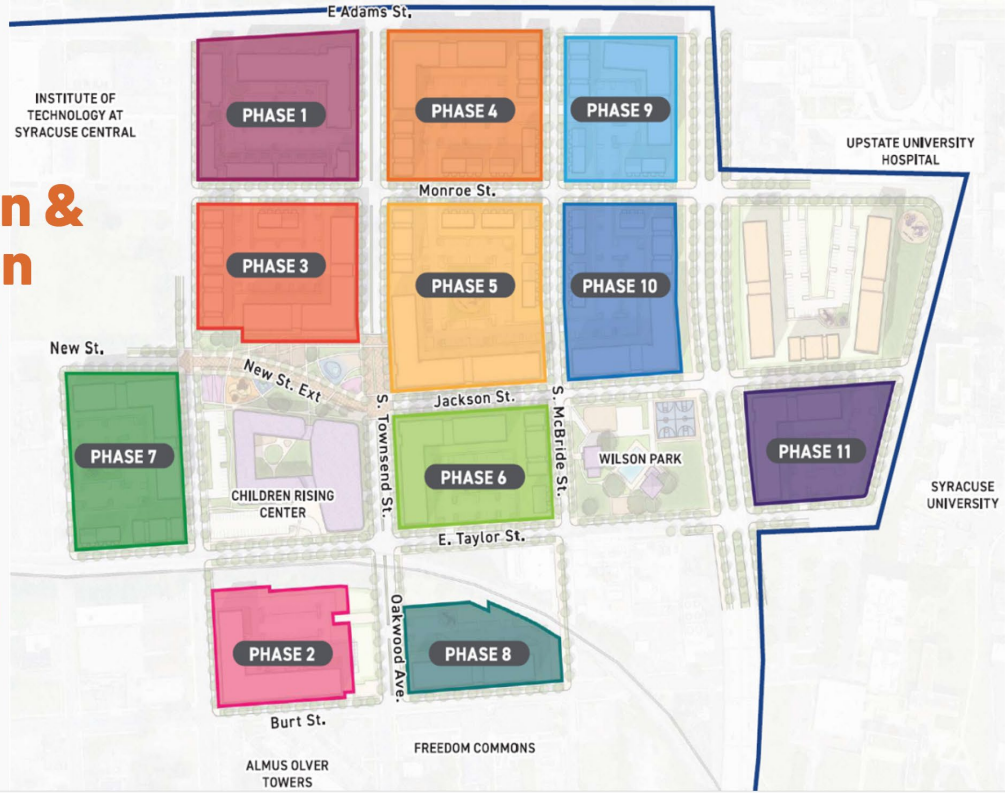 E Adams St.
INSTITUTE OF
TECHNOLOGY AT
SYRACUSE CENTRAL
PHASE 1
PHASE 4
PHASE 9
UPSTATE UNIVERSITY
HOSPITAL
n &
n
Monroe St.
PHASE 3
PHASE 5
PHASE 10
New St.
New St. Ext
Jackson St.
S. Townsend St.
S. McBride St.
PHASE 7
CHILDREN RISING
CENTER
PHASE 6
WILSON PARK
PHASE 11
SYRACUSE
UNIVERSITY
E. Taylor St.
Oakwood Ave.
PHASE 2
PHASE 8
Burt St.
FREEDOM COMMONS
ALMUS OLVER
TOWERS